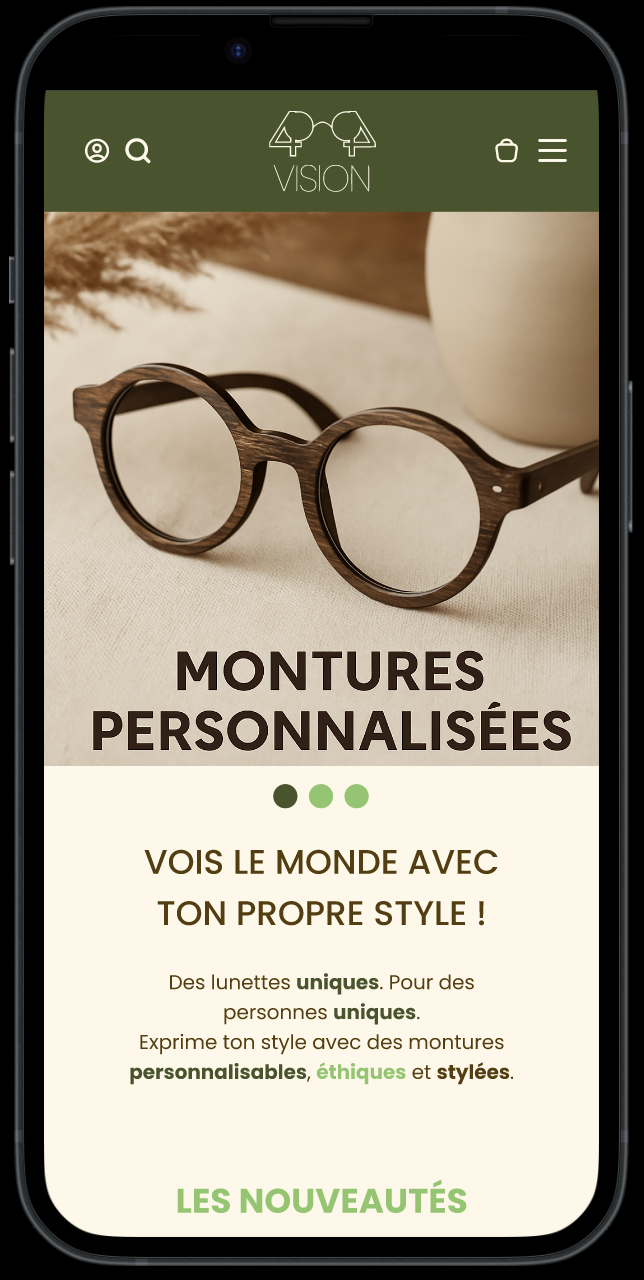 VISION
MONTURES
PERSONNALISÉES
VOIS LE MONDE AVEC
TON PROPRE STYLE !
Des lunettes uniques. Pour des
personnes uniques.
Exprime ton style avec des montures
personnalisables, éthiques et stylées.
LES NOUVEAUTÉS